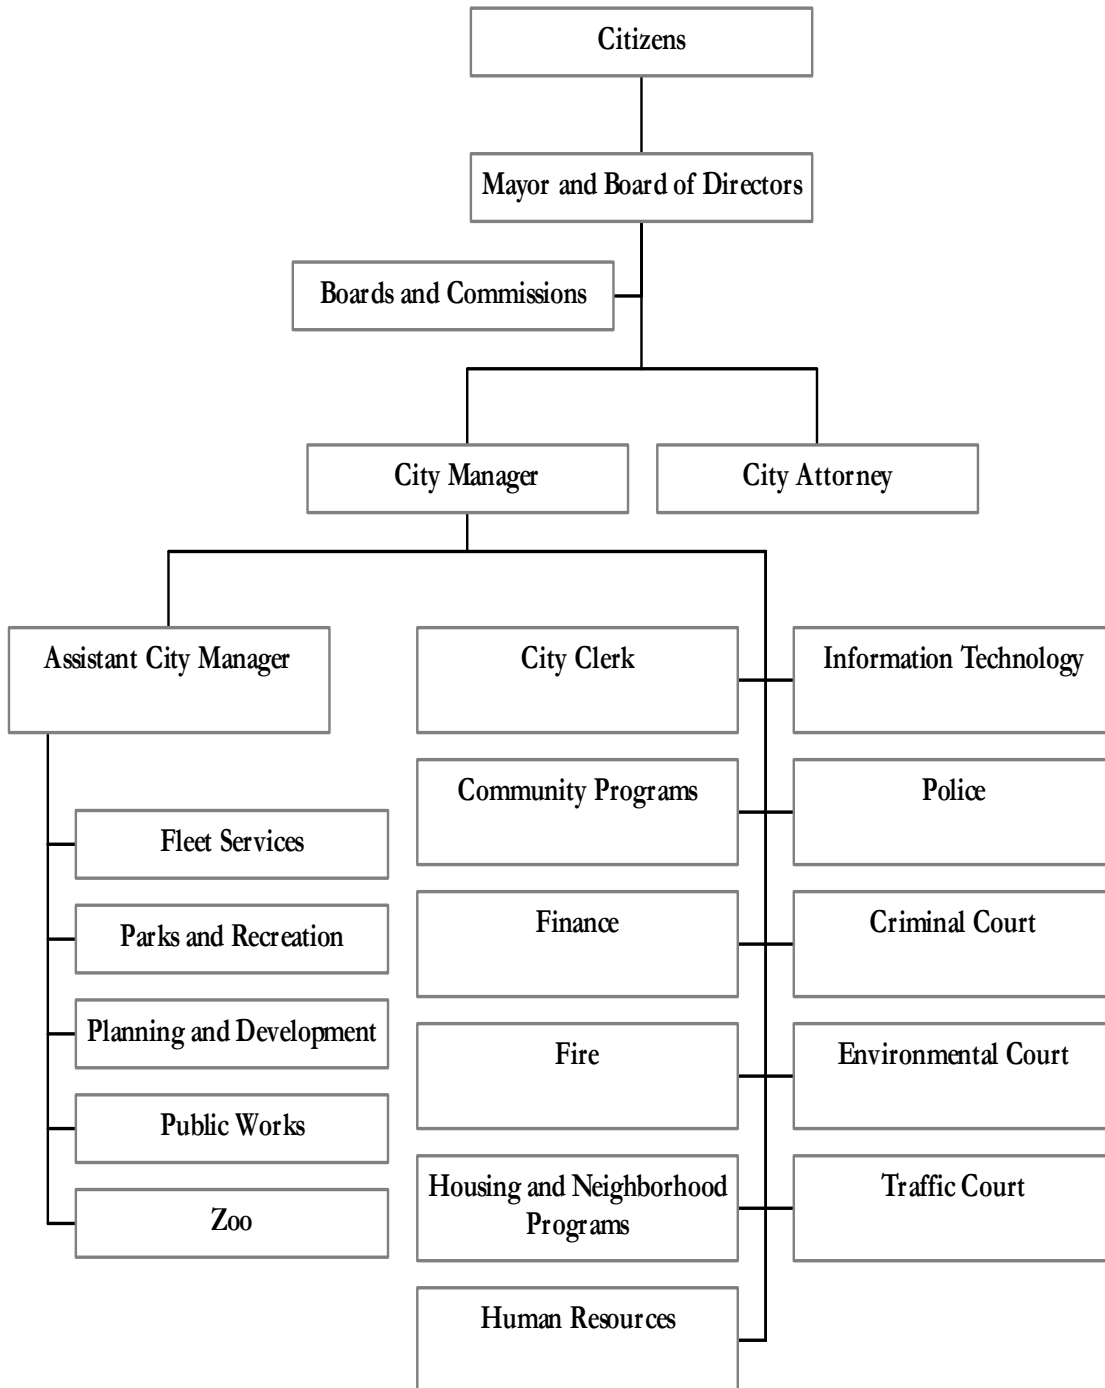 Citizens
Mayor and Board of Directors
Boards and Commissions
City Manager
City Attorney
Assistant City Manager
Fleet Services
Parks and Recreation
Planning and Development
Public Works
Zoo
City Clerk
Community Programs
Finance
Fire
Housing and Neighborhood
Programs
Human Resources
Information Technology
Police
Criminal Court
Environmental Court
Traffic Court